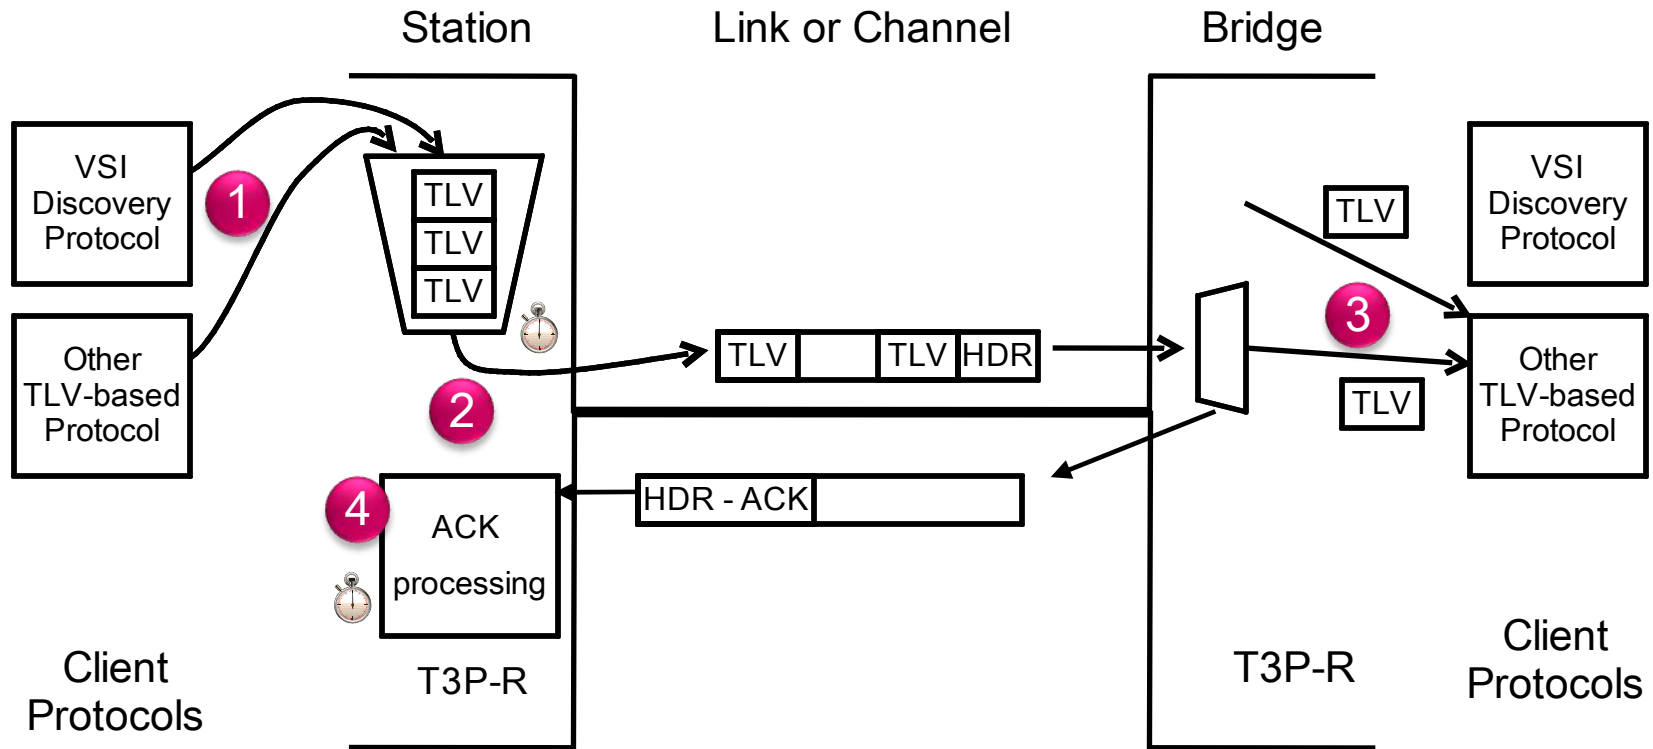 Station
Link or Channel
Bridge
VSI
Discovery
Protocol
1
TLV
TLV
TLV
Other
TLV-based
Protocol
2
TLV
TLV
HDR
TLV
3
TLV
VSI
Discovery
Protocol
Other
TLV-based
Protocol
4
ACK
processing
HDR - ACK
Client
Protocols
T3P-R
T3P-R
Client
Protocols